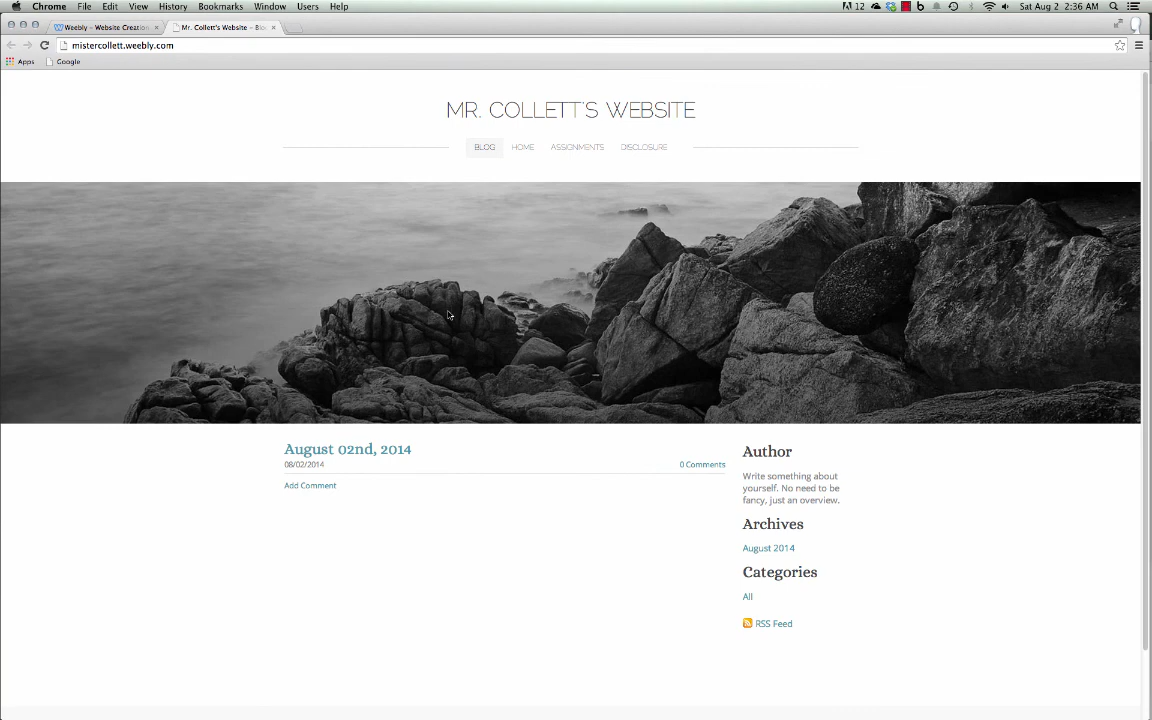 Chrome File Edit View History Bookmarks Window Users Help 12 Sat Aug 2 2:36 AM
Weebly - Website Creation Mr. Collett's Website - Blo
mistercollett.weebly.com
Apps Google
MR. COLLETT'S WEBSITE
BLOG HOME ASSIGNMENTS DISCLOSURE
August 02nd, 2014
08/02/2014 0 Comments
Add Comment
Author
Write something about
yourself. No need to be
fancy, just an overview.
Archives
August 2014
Categories
All
RSS Feed